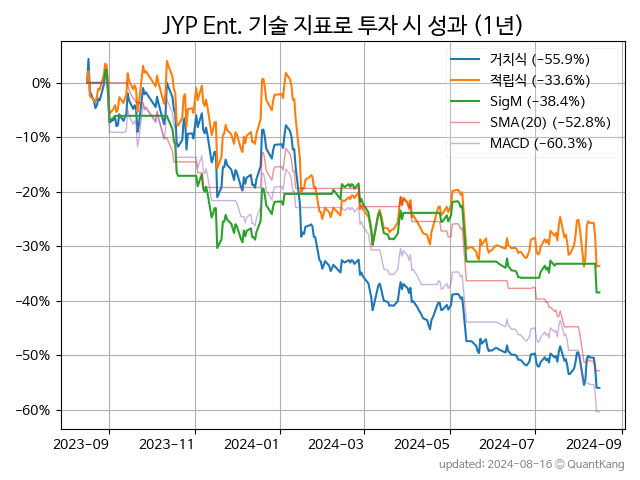 JYP Ent. 기술 지표로 투자 시 성과 (1년)
거치식 (−55.9%)
적립식 (−33.6%)
SigM (−38.4%)
SMA(20) (−52.8%)
MACD (−60.3%)
0%
−10%
−20%
−30%
−40%
−50%
−60%
2023−09 2023−11 2024−01 2024−03 2024−05 2024−07 2024−09
updated: 2024−08−16 © QuantKang